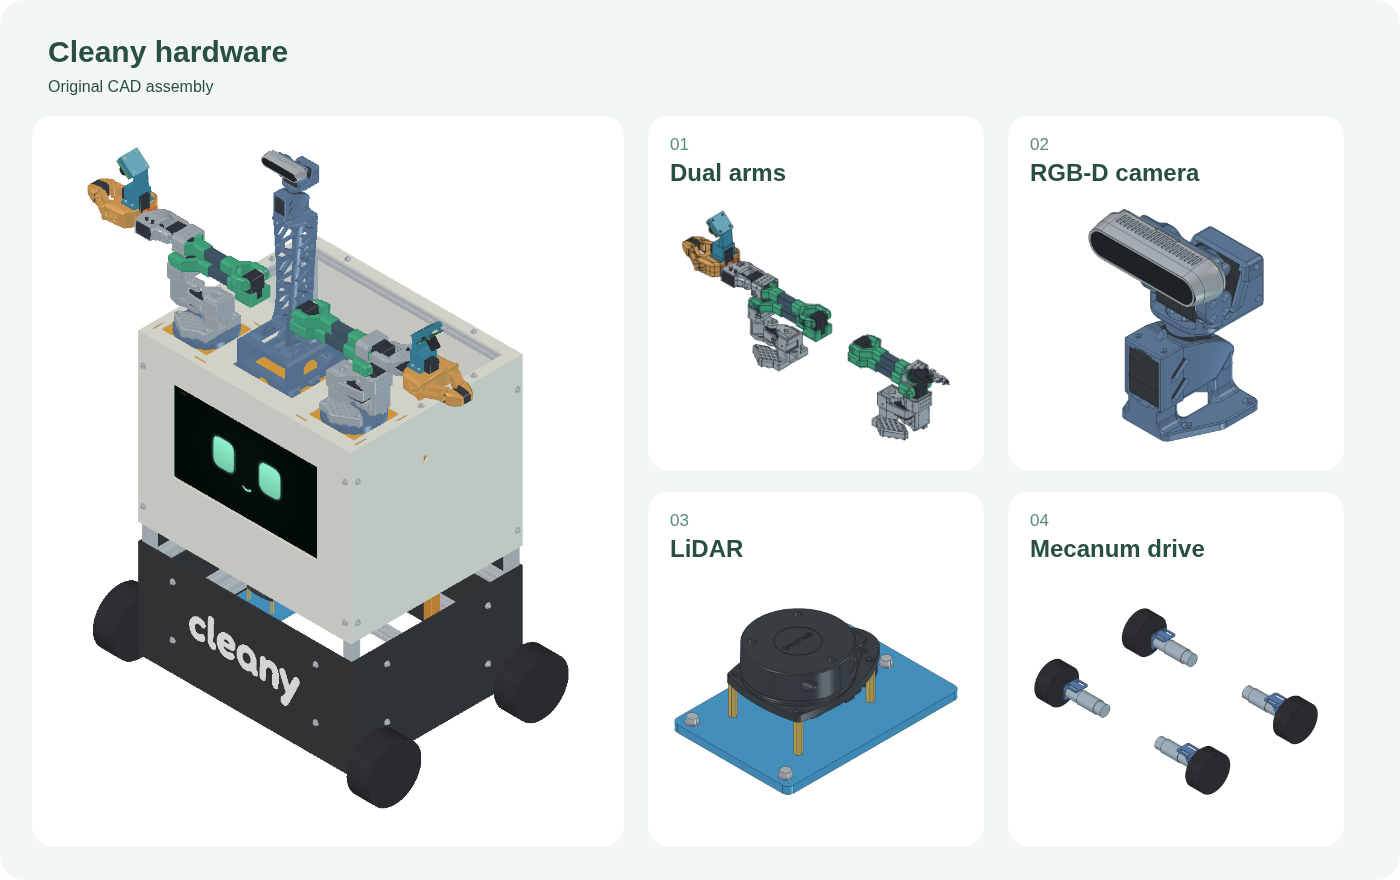 Cleany hardware
Original CAD assembly
cleany
01
Dual arms
02
RGB-D camera
03
LiDAR
04
Mecanum drive